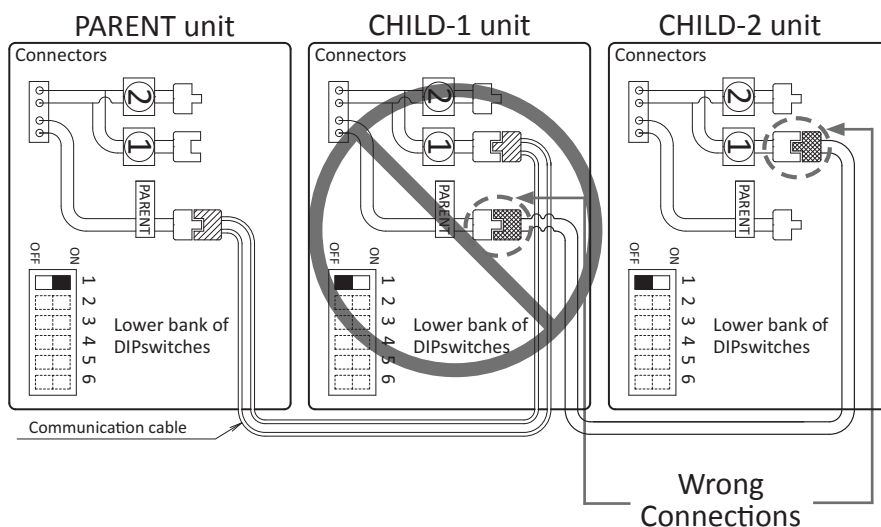 PARENT unit
Connectors
2
1
PARENT
OFF
ON
1
2
3
4
5
6
Lower bank of
DIPswitches
CHILD-1 unit
Connectors
2
1
PARENT
OFF
ON
1
2
3
4
5
6
Lower bank of
DIPswitches
CHILD-2 unit
Connectors
2
1
PARENT
OFF
ON
1
2
3
4
5
6
Lower bank of
DIPswitches
Communication cable
Wrong
Connections